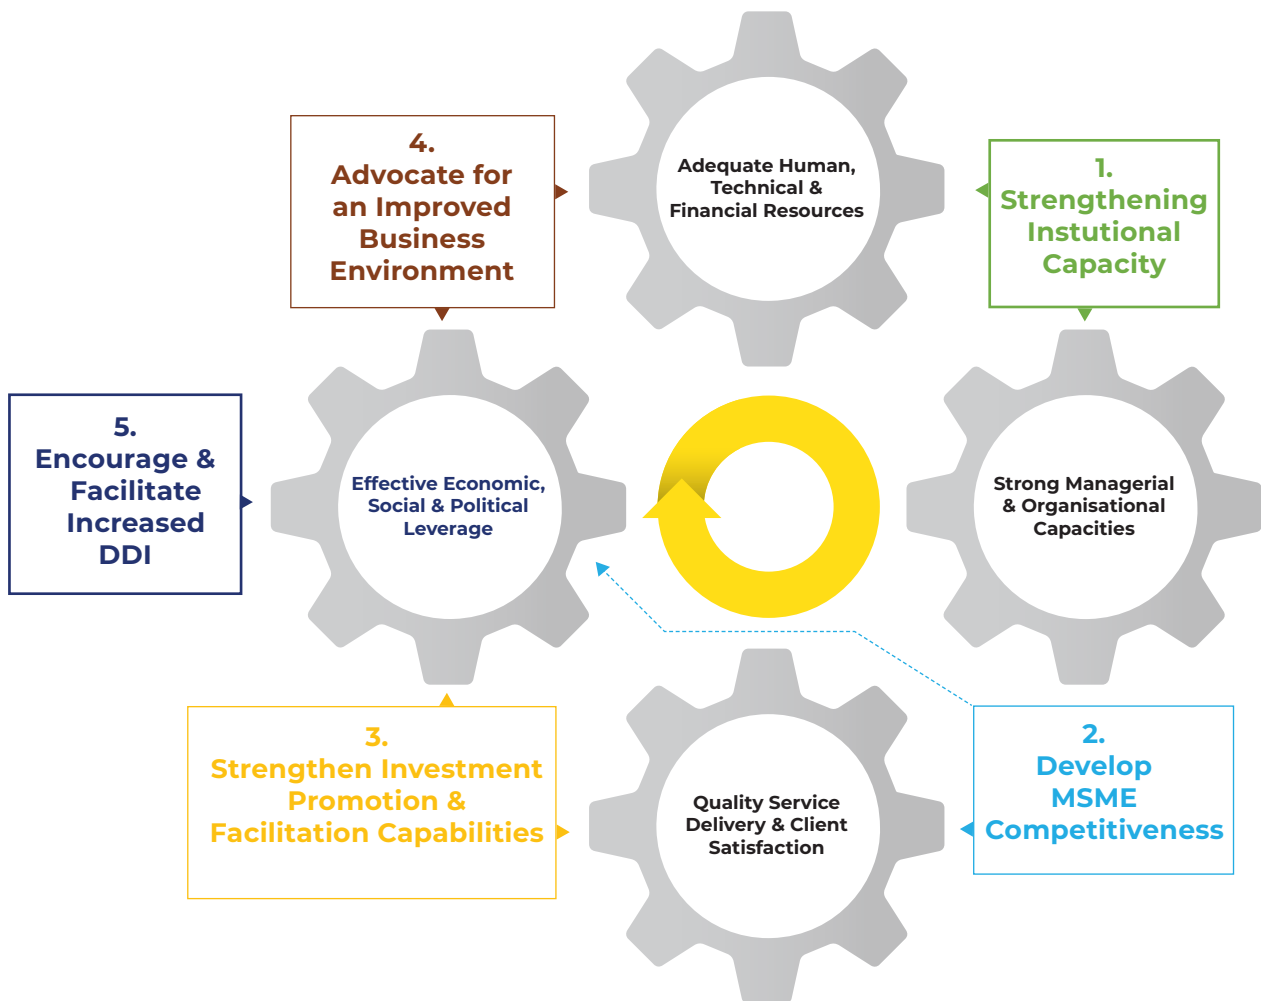 4.
Advocate for
an Improved
Business
Environment
Adequate Human,
Technical &
Financial Resources
1.
Strengthening
Instutional
Capacity
5.
Encourage &
Facilitate
Increased
DDI
Effective Economic,
Social & Political
Leverage
Strong Managerial
& Organisational
Capacities
3.
Strengthen Investment
Promotion &
Facilitation Capabilities
Quality Service
Delivery & Client
Satisfaction
2.
Develop
MSME
Competitiveness